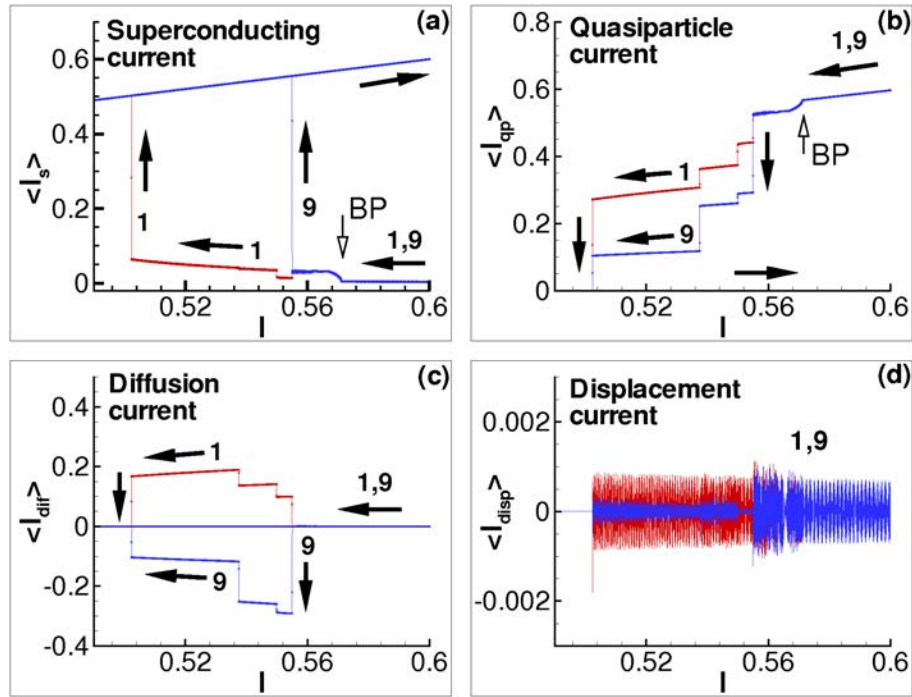 (a)
Superconducting
current
0.6
0.4
0.2
0
<I_s>
1
9
1
BP
1,9
0.52
0.56
0.6
I
(b)
Quasiparticle
current
0.8
0.6
0.4
0.2
0
<I_qp>
1,9
BP
1
9
0.52
0.56
0.6
I
(c)
Diffusion
current
0.4
0.2
0
-0.2
-0.4
<I_dif>
1
1,9
9
9
0.52
0.56
0.6
I
(d)
Displacement
current
0.002
0
-0.002
<I_disp>
1,9
0.52
0.56
0.6
I